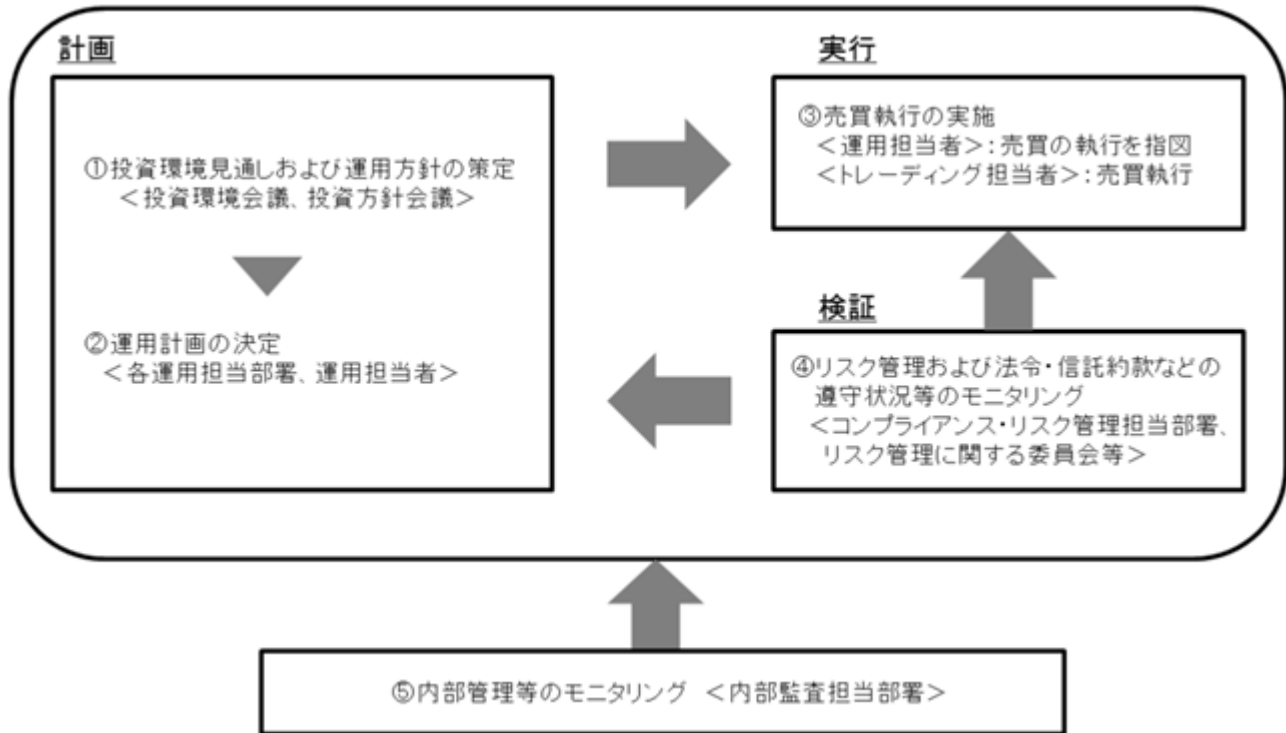 計画
①投資環境見通しおよび運用方針の策定
＜投資環境会議、投資方針会議＞
②運用計画の決定
＜各運用担当部署、運用担当者＞
実行
③売買執行の実施
＜運用担当者＞：売買の執行を指図
＜トレーディング担当者＞：売買執行
検証
④リスク管理および法令・信託約款などの
遵守状況等のモニタリング
＜コンプライアンス・リスク管理担当部署、
リスク管理に関する委員会等＞
⑤内部管理等のモニタリング ＜内部監査担当部署＞